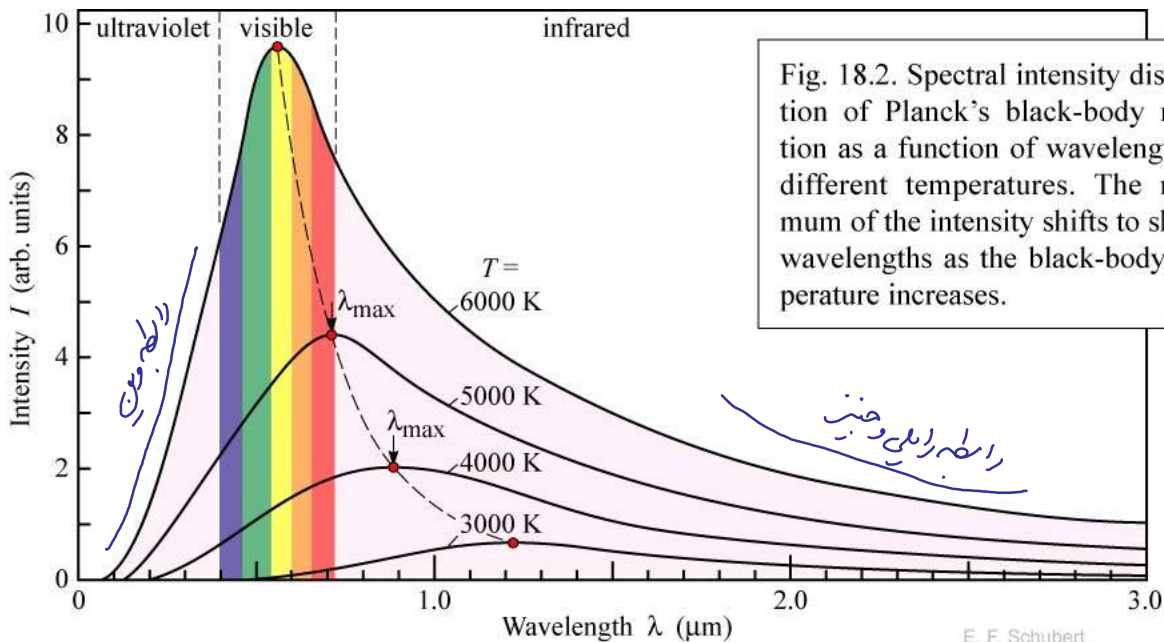 10
ultraviolet
visible
infrared
8
6
4
2
0
Intensity I (arb. units)
رابطه وین
T =
6000 K
λmax
5000 K
λmax
4000 K
3000 K
رابطه رایلی و جینز
Fig. 18.2. Spectral intensity dis
tion of Planck’s black-body r
tion as a function of waveleng
different temperatures. The r
mum of the intensity shifts to sh
wavelengths as the black-body
perature increases.
0
1.0
2.0
3.0
Wavelength λ (µm)
E. F. Schubert